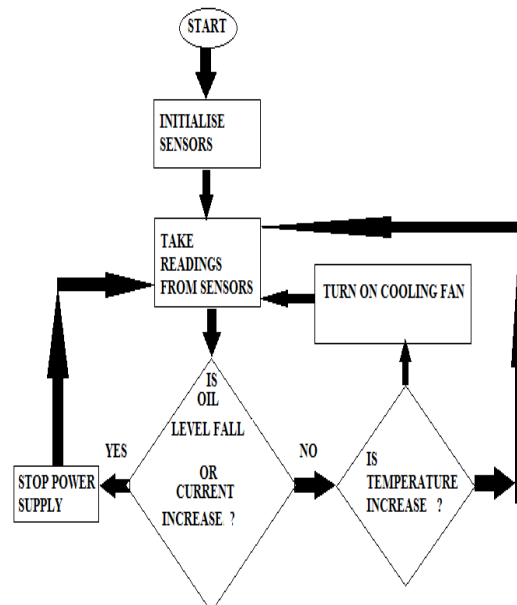 START
INITIALISE
SENSORS
TAKE
READINGS
FROM SENSORS
TURN ON COOLING FAN
IS
OIL
LEVEL FALL
OR
CURRENT
INCREASE ?
YES
NO
STOP POWER
SUPPLY
IS
TEMPERATURE
INCREASE ?